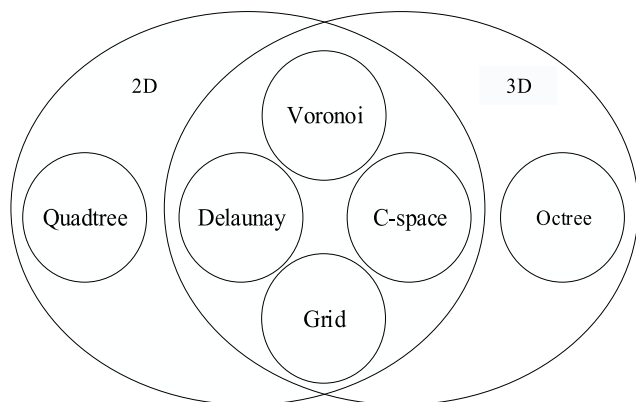 2D
3D
Voronoi
Quadtree
Delaunay
C-space
Octree
Grid